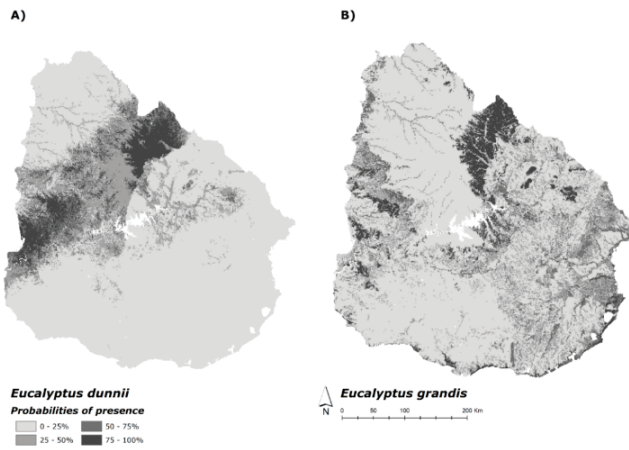 A)
B)
Eucalyptus dunnii
Probabilities of presence
0 - 25%
50 - 75%
25 - 50%
75 - 100%
Eucalyptus grandis
N
0 50 100 200 Km